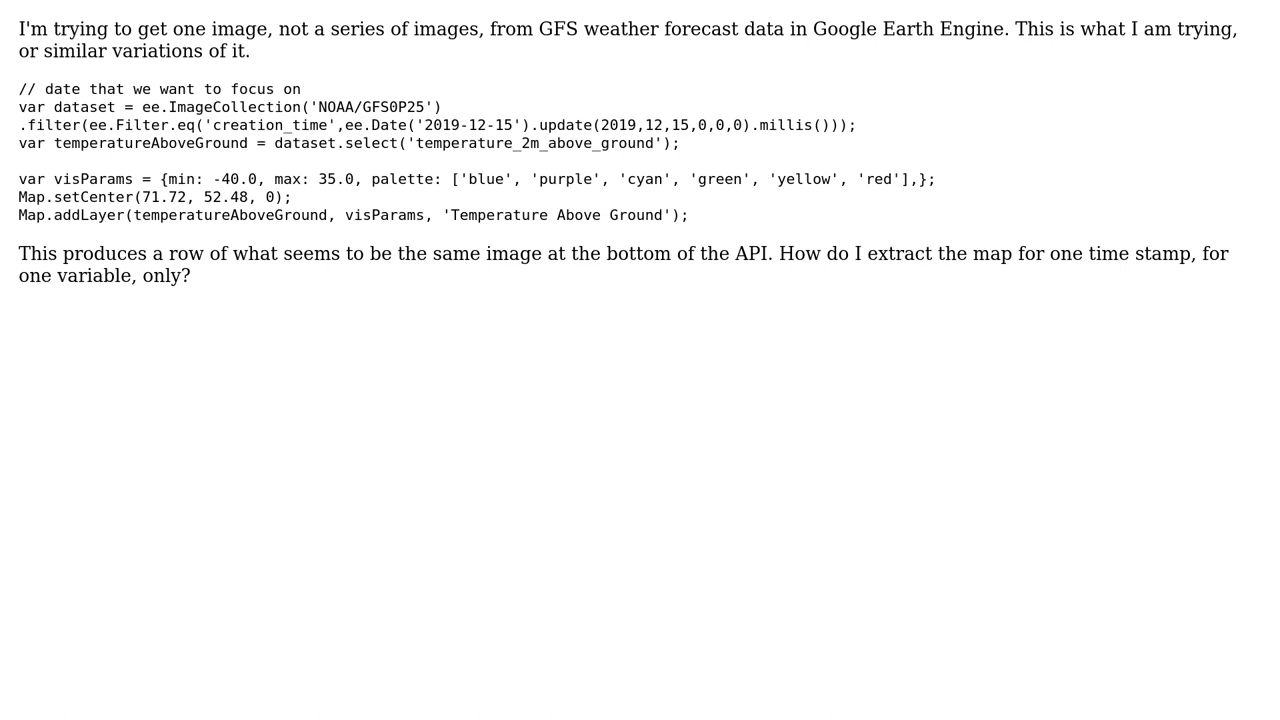 I'm trying to get one image, not a series of images, from GFS weather forecast data in Google Earth Engine. This is what I am trying,
or similar variations of it.
// date that we want to focus on
var dataset = ee.ImageCollection('NOAA/GFS0P25')
.filter(ee.Filter.eq('creation_time',ee.Date('2019-12-15').update(2019,12,15,0,0,0).millis()));
var temperatureAboveGround = dataset.select('temperature_2m_above_ground');
var visParams = {min: -40.0, max: 35.0, palette: ['blue', 'purple', 'cyan', 'green', 'yellow', 'red'],};
Map.setCenter(71.72, 52.48, 0);
Map.addLayer(temperatureAboveGround, visParams, 'Temperature Above Ground');
This produces a row of what seems to be the same image at the bottom of the API. How do I extract the map for one time stamp, for
one variable, only?